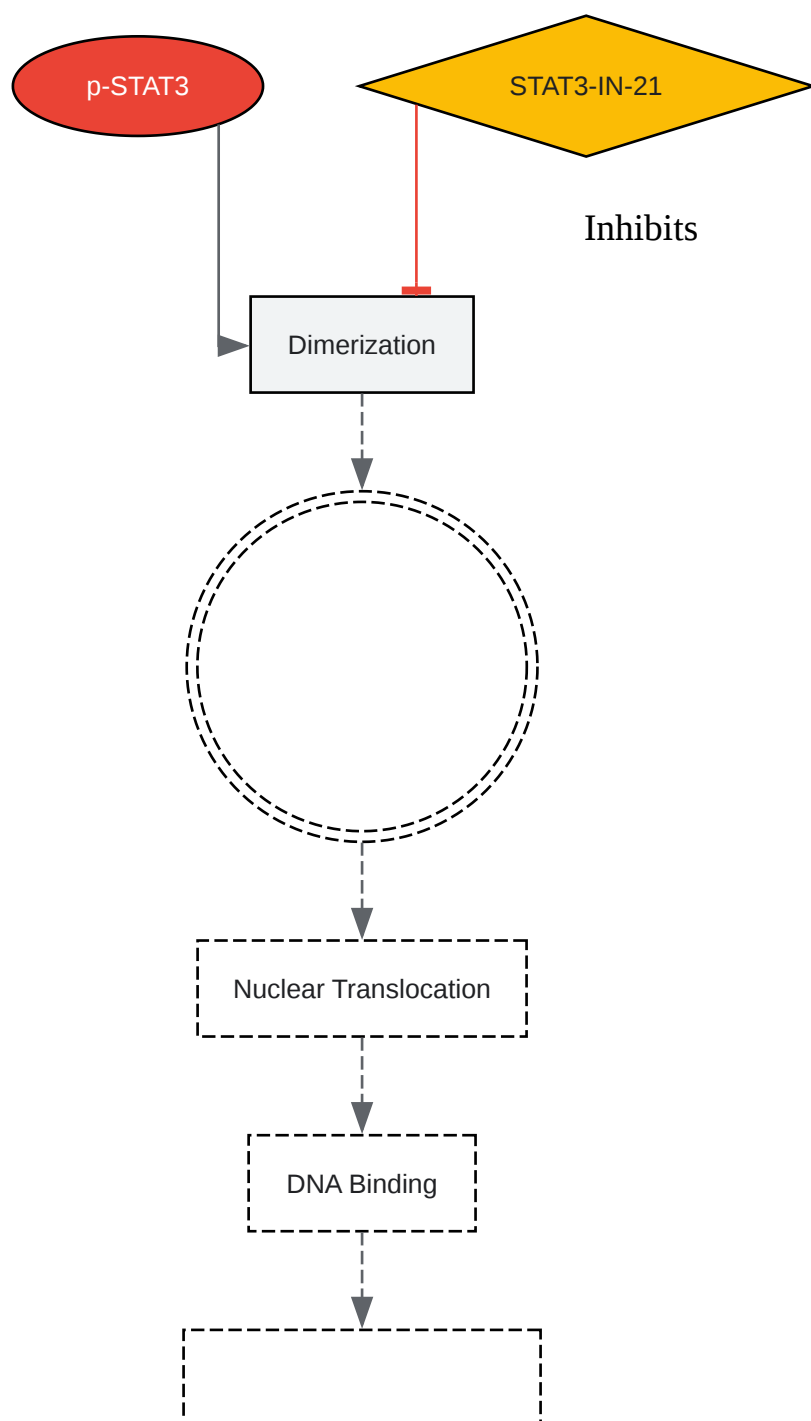 p-STAT3
STAT3-IN-21
Inhibits
Dimerization
Nuclear Translocation
DNA Binding